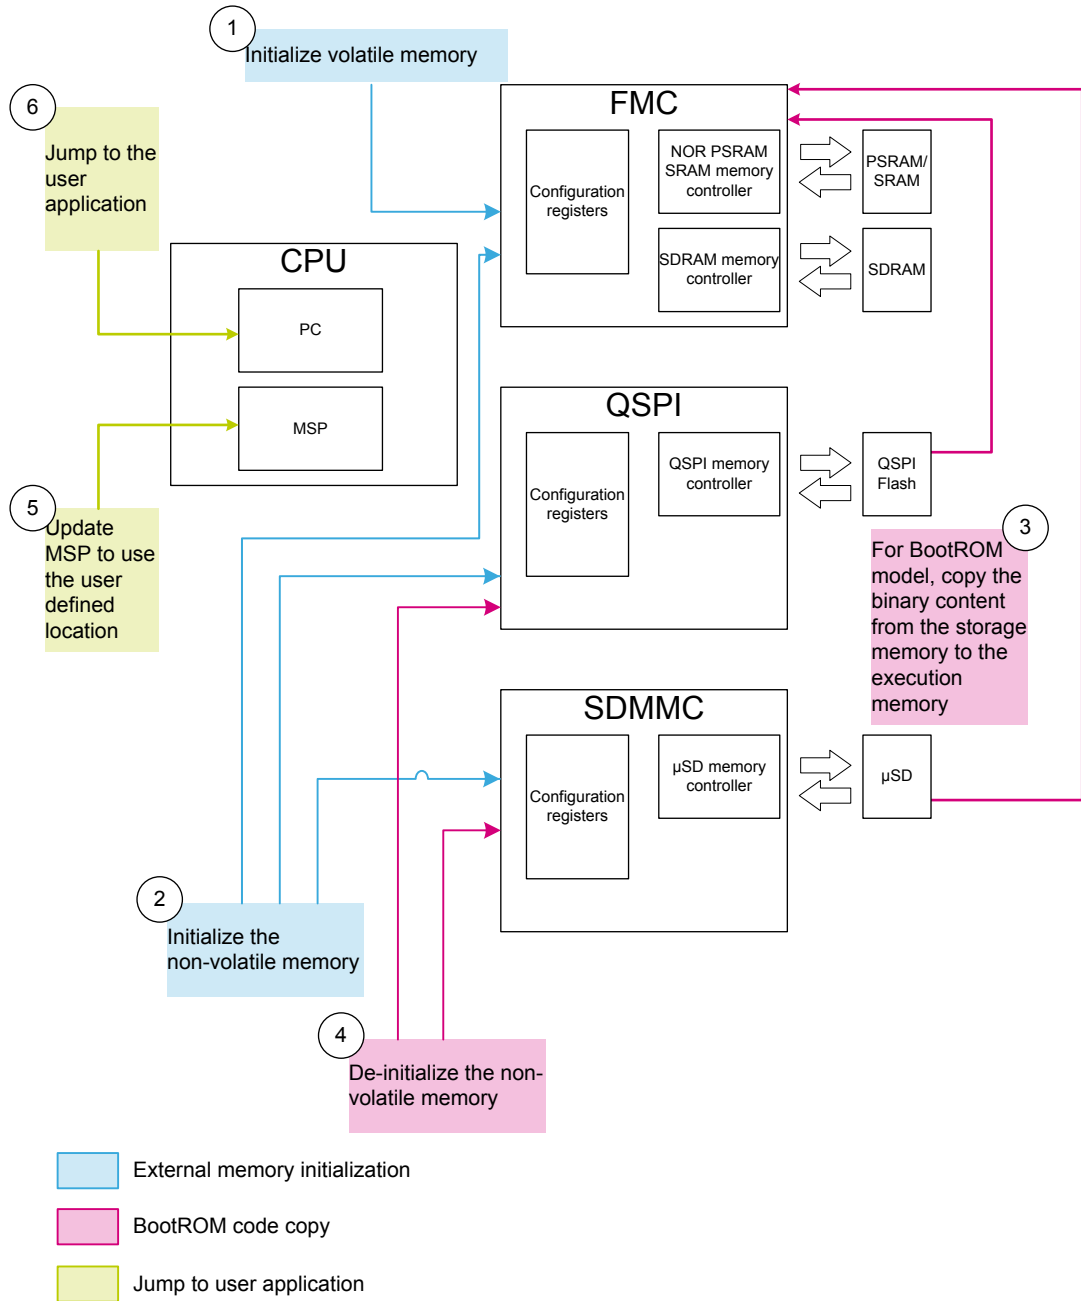 1
Initialize volatile memory
6
Jump to the
user
application
FMC
Configuration
registers
NOR PSRAM
SRAM memory
controller
PSRAM/
SRAM
SDRAM memory
controller
SDRAM
CPU
PC
MSP
5
Update
MSP to use
the user
defined
location
QSPI
Configuration
registers
QSPI memory
controller
QSPI
Flash
3
For BootROM
model, copy the
binary content
from the storage
memory to the
execution
memory
SDMMC
Configuration
registers
µSD memory
controller
µSD
2
Initialize the
non-volatile memory
4
De-initialize the non-
volatile memory
External memory initialization
BootROM code copy
Jump to user application